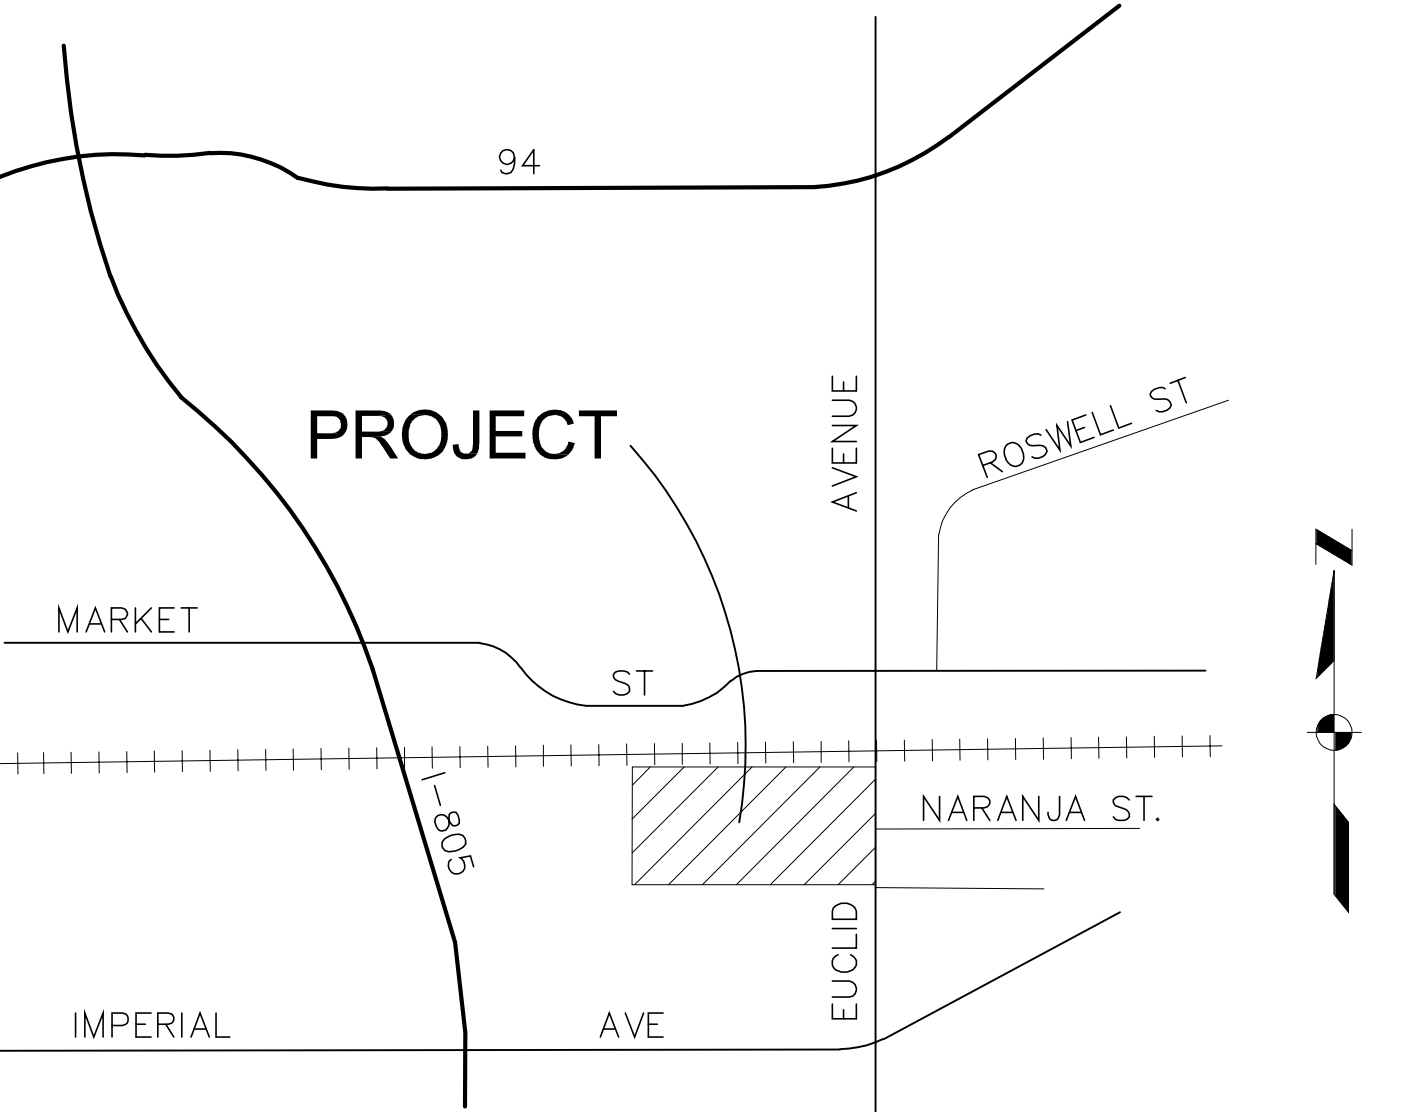 94
AVENUE
ROSWELL ST
PROJECT
N
MARKET
ST
I-805
NARANJA ST.
EUCLID
IMPERIAL
AVE